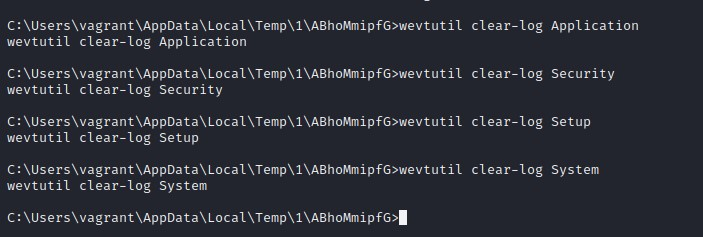 C:\Users\vagrant\AppData\Local\Temp\1\ABhoMmipfG>wevtutil clear-log Application
wevtutil clear-log Application
C:\Users\vagrant\AppData\Local\Temp\1\ABhoMmipfG>wevtutil clear-log Security
wevtutil clear-log Security
C:\Users\vagrant\AppData\Local\Temp\1\ABhoMmipfG>wevtutil clear-log Setup
wevtutil clear-log Setup
C:\Users\vagrant\AppData\Local\Temp\1\ABhoMmipfG>wevtutil clear-log System
wevtutil clear-log System
C:\Users\vagrant\AppData\Local\Temp\1\ABhoMmipfG>